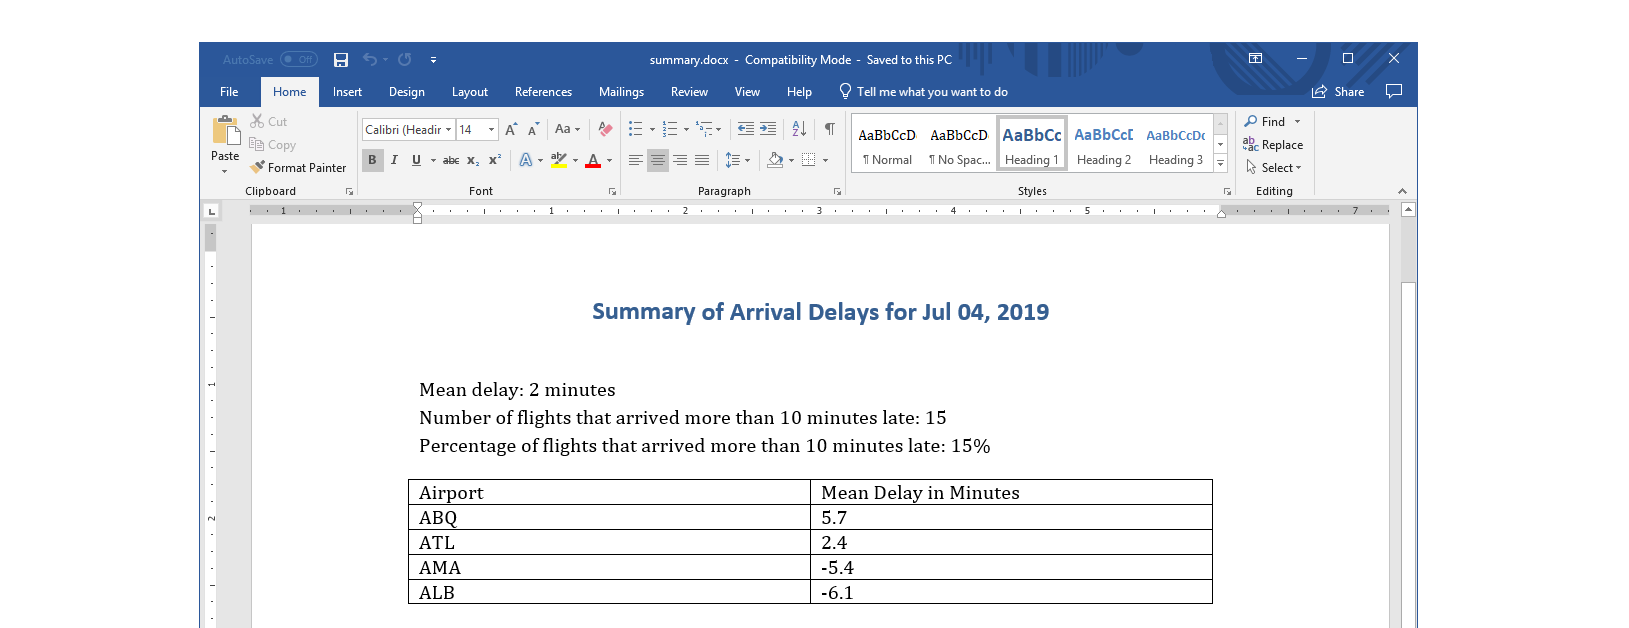 AutoSave Off summary.docx - Compatibility Mode - Saved to this PC
File Home Insert Design Layout References Mailings Review View Help Tell me what you want to do Share
Paste
Cut
Copy
Format Painter
Clipboard
Calibri (Headir 14 A A Aa
B I U abc x₂ x² A ab A
Font
A Z ¶
Paragraph
AaBbCcD AaBbCcD AaBbCc AaBbCcD AaBbCcDc
¶ Normal ¶ No Spac... Heading 1 Heading 2 Heading 3
Styles
Find
Replace
Select
Editing
L 1 1 2 3 4 5 7
Summary of Arrival Delays for Jul 04, 2019
Mean delay: 2 minutes
Number of flights that arrived more than 10 minutes late: 15
Percentage of flights that arrived more than 10 minutes late: 15%
Airport Mean Delay in Minutes
ABQ 5.7
ATL 2.4
AMA -5.4
ALB -6.1
1
2